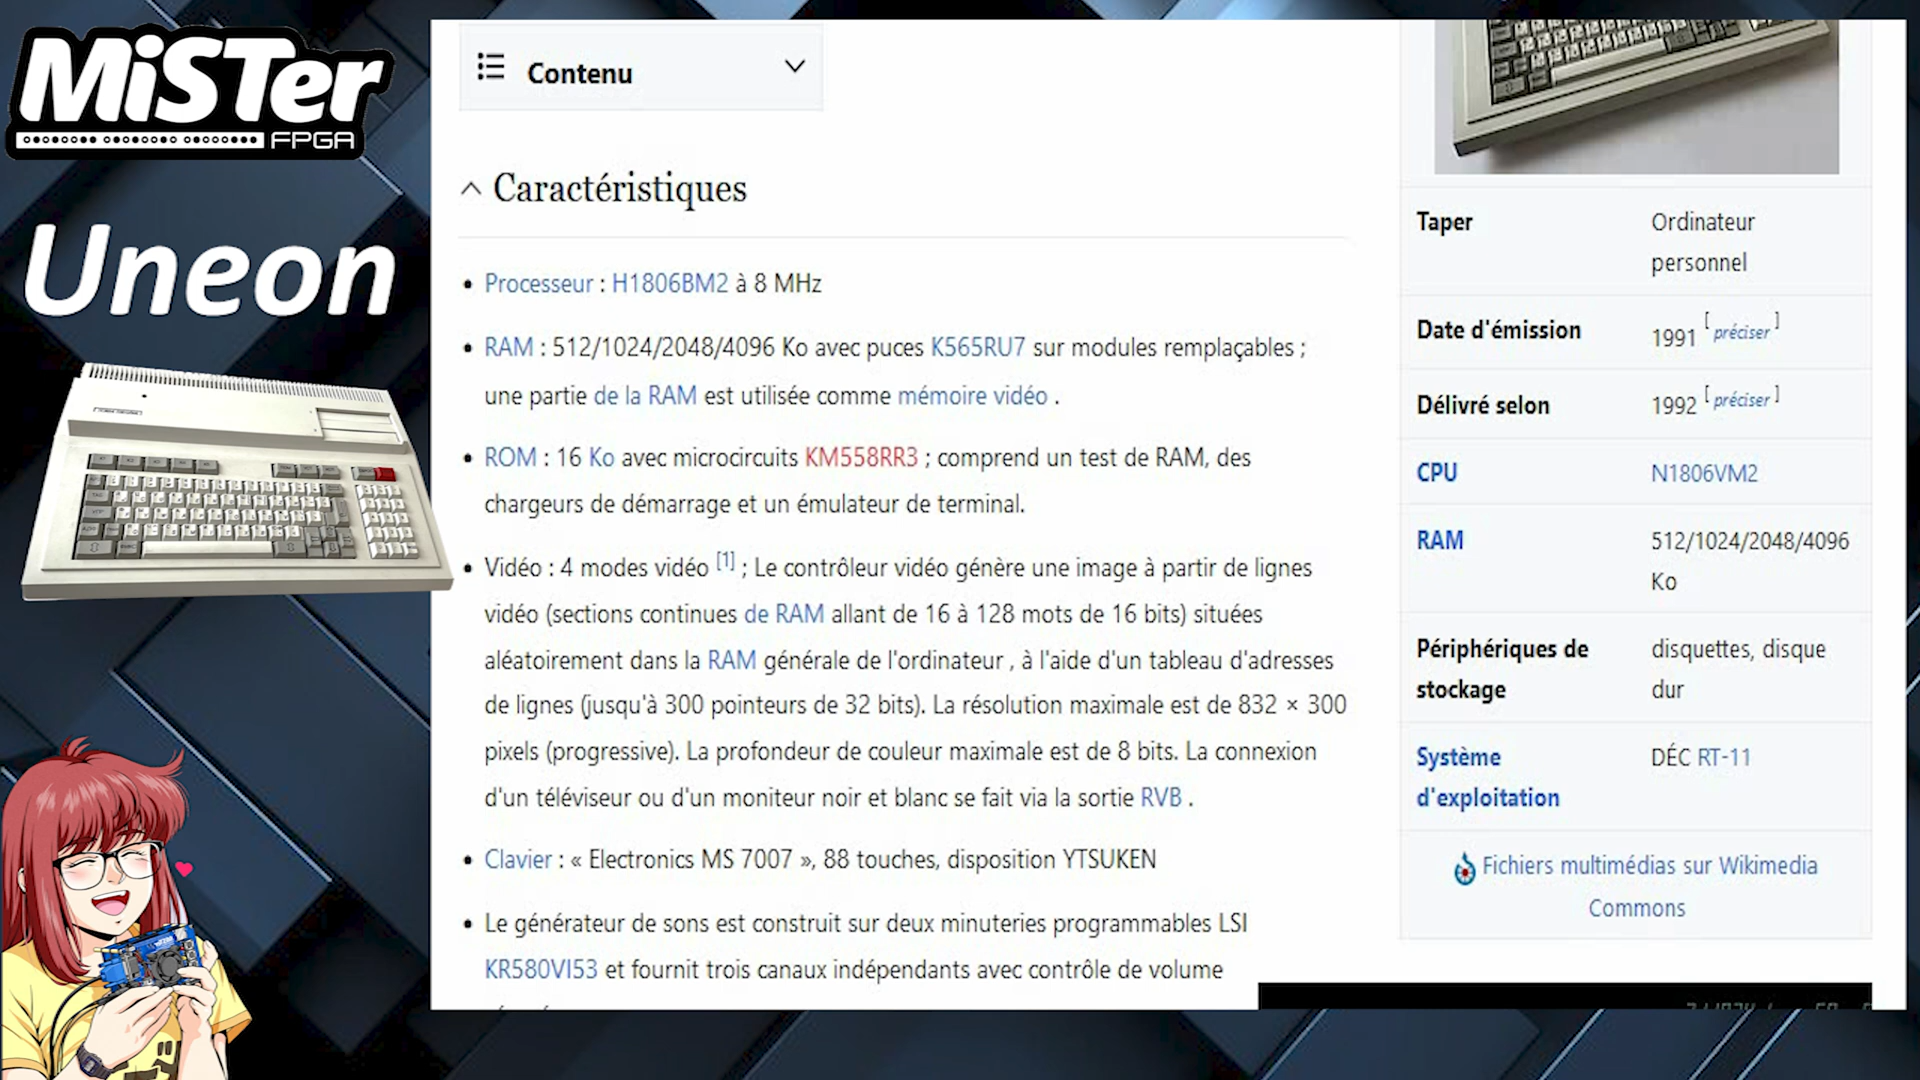 MiSTer
FPGA
Uneon
Contenu
Caractéristiques
Processeur : H1806BM2 à 8 MHz
RAM : 512/1024/2048/4096 Ko avec puces K565RU7 sur modules remplaçables ;
une partie de la RAM est utilisée comme mémoire vidéo .
ROM : 16 Ko avec microcircuits KM558RR3 ; comprend un test de RAM, des
chargeurs de démarrage et un émulateur de terminal.
Vidéo : 4 modes vidéo [1] ; Le contrôleur vidéo génère une image à partir de lignes
vidéo (sections continues de RAM allant de 16 à 128 mots de 16 bits) situées
aléatoirement dans la RAM générale de l'ordinateur , à l'aide d'un tableau d'adresses
de lignes (jusqu'à 300 pointeurs de 32 bits). La résolution maximale est de 832 × 300
pixels (progressive). La profondeur de couleur maximale est de 8 bits. La connexion
d'un téléviseur ou d'un moniteur noir et blanc se fait via la sortie RVB .
Clavier : « Electronics MS 7007 », 88 touches, disposition YTSUKEN
Le générateur de sons est construit sur deux minuteries programmables LSI
KR580VI53 et fournit trois canaux indépendants avec contrôle de volume
Taper Ordinateur
personnel
Date d'émission 1991 [ préciser ]
Délivré selon 1992 [ préciser ]
CPU N1806VM2
RAM 512/1024/2048/4096
Ko
Périphériques de disquettes, disque
stockage dur
Système DÉC RT-11
d'exploitation
Fichiers multimédias sur Wikimedia
Commons